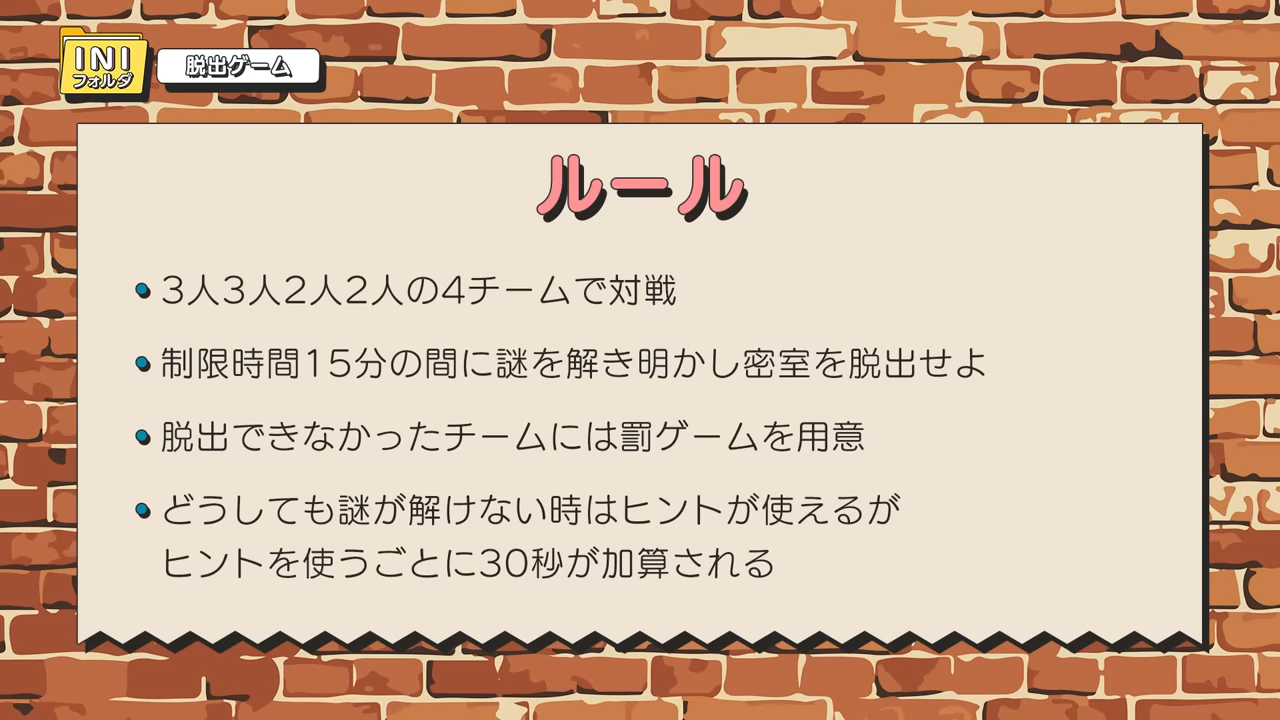 INI
フォルダ
脱出ゲーム
ルール
3人3人2人2人の4チームで対戦
制限時間15分の間に謎を解き明かし密室を脱出せよ
脱出できなかったチームには罰ゲームを用意
どうしても謎が解けない時はヒントが使えるが
ヒントを使うごとに30秒が加算される